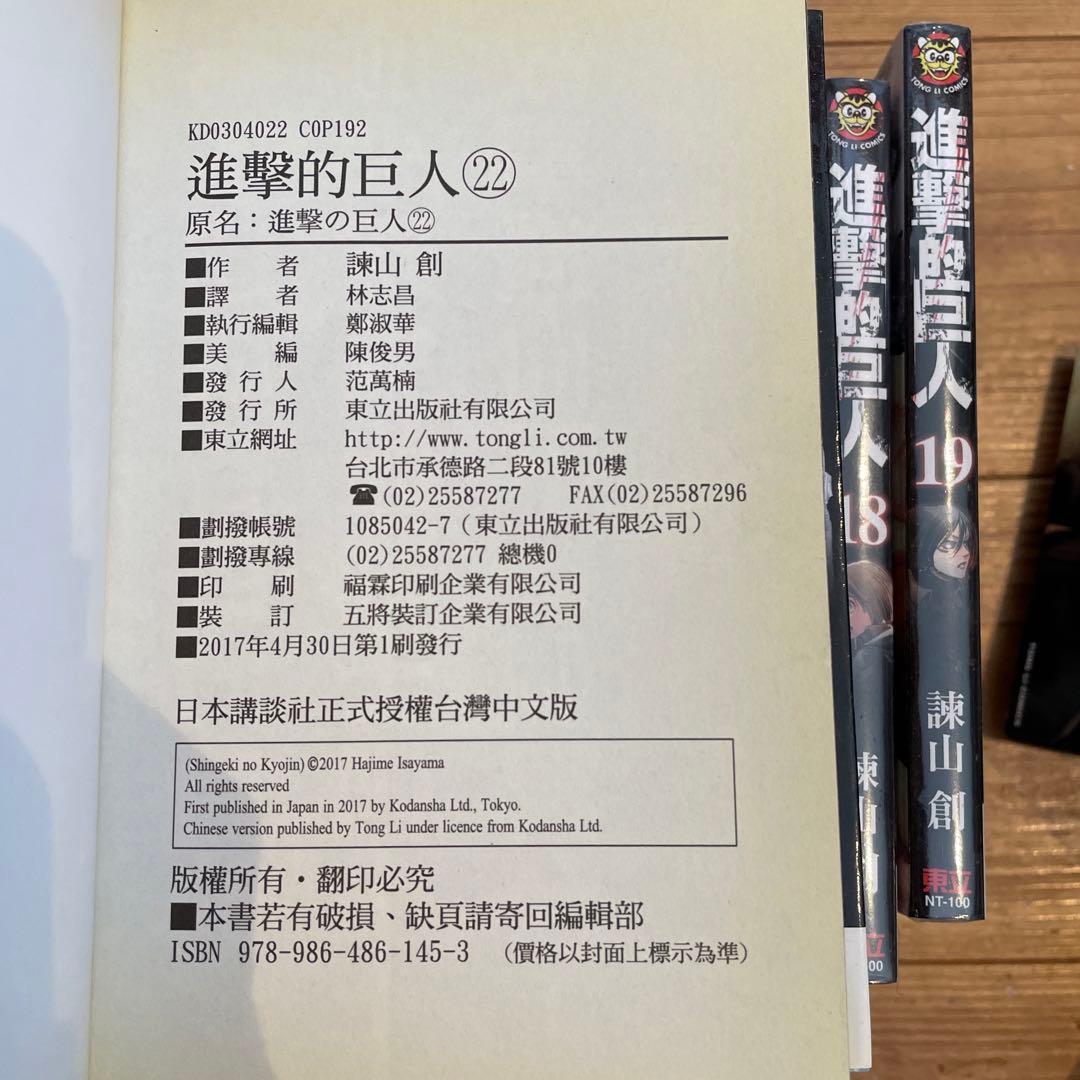 KD0304022 C0P192
進擊的巨人㉒
原名：進撃の巨人㉒
■作　者　諫山 創
■譯　者　林志昌
■執行編輯　鄭淑華
■美　編　陳俊男
■發 行 人　范萬楠
■發 行 所　東立出版社有限公司
■東立網址　http://www.tongli.com.tw
台北市承德路二段81號10樓
☎(02)25587277　FAX(02)25587296
■劃撥帳號　1085042-7（東立出版社有限公司）
■劃撥專線　(02)25587277 總機0
■印　刷　福霖印刷企業有限公司
■裝　訂　五將裝訂企業有限公司
■2017年4月30日第1刷發行
日本講談社正式授權台灣中文版
(Shingeki no Kyojin) ©2017 Hajime Isayama
All rights reserved
First published in Japan in 2017 by Kodansha Ltd., Tokyo.
Chinese version published by Tong Li under licence from Kodansha Ltd.
版權所有・翻印必究
■本書若有破損、缺頁請寄回編輯部
ISBN 978-986-486-145-3　（價格以封面上標示為準）
TONG LI COMICS
進擊的巨人
18
諫山 創
立
00
TONG LI COMICS
進擊的巨人
19
諫山 創
東立
NT-100